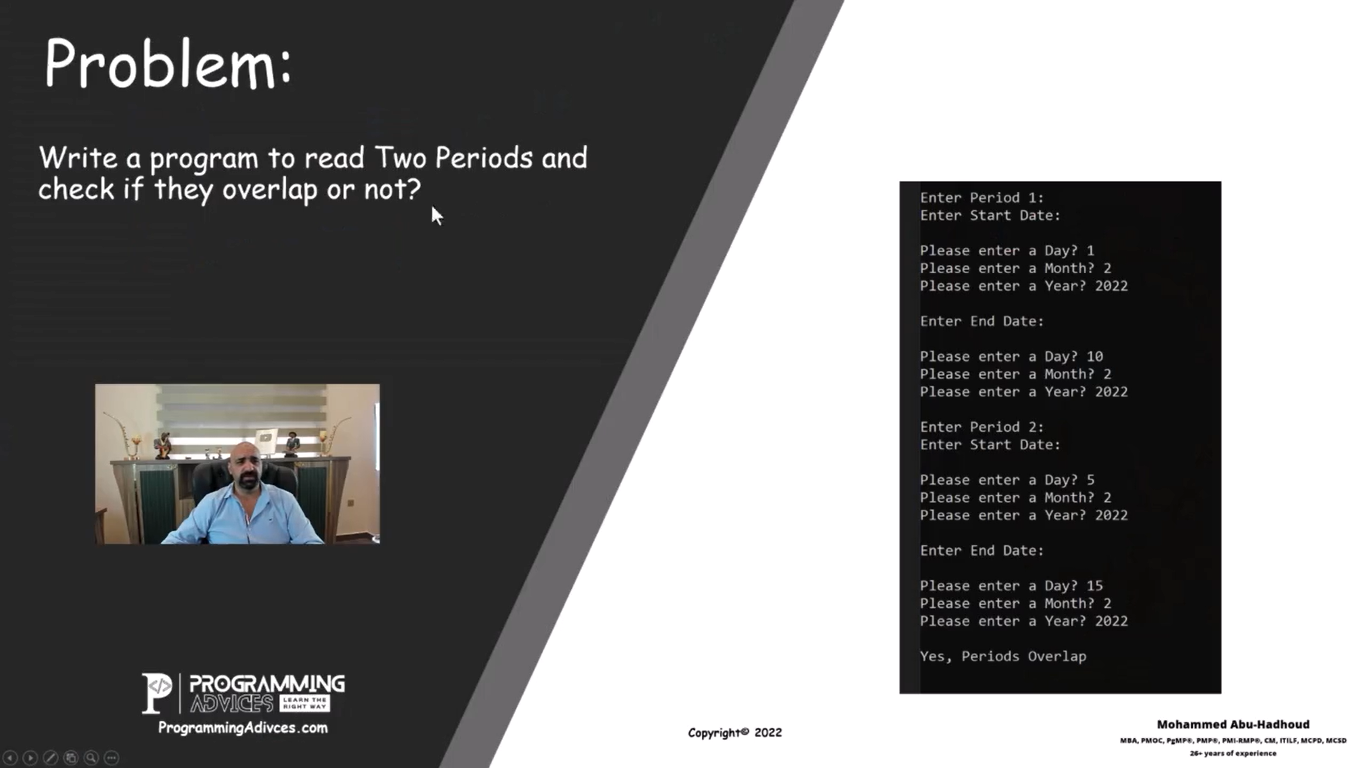 Problem:
Write a program to read Two Periods and
check if they overlap or not?
Enter Period 1:
Enter Start Date:
Please enter a Day? 1
Please enter a Month? 2
Please enter a Year? 2022
Enter End Date:
Please enter a Day? 10
Please enter a Month? 2
Please enter a Year? 2022
Enter Period 2:
Enter Start Date:
Please enter a Day? 5
Please enter a Month? 2
Please enter a Year? 2022
Enter End Date:
Please enter a Day? 15
Please enter a Month? 2
Please enter a Year? 2022
Yes, Periods Overlap
PROGRAMMING
ADVICES LEARN THE
RIGHT WAY
ProgrammingAdivces.com
Copyright© 2022
Mohammed Abu-Hadhoud
MBA, PMOC, PgMP®, PMP®, PMI-RMP®, CM, ITILF, MCPD, MCSD
26+ years of experience